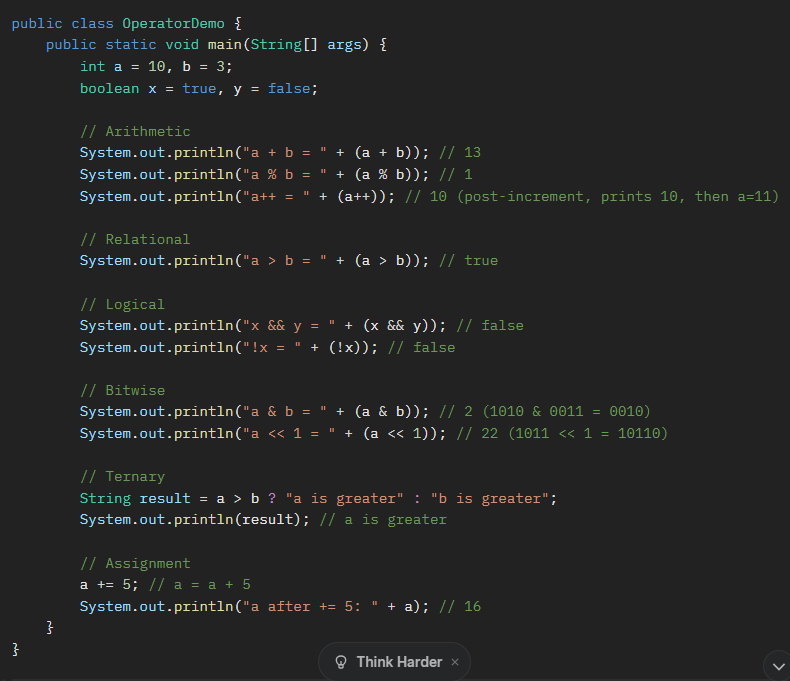 public class OperatorDemo {
    public static void main(String[] args) {
        int a = 10, b = 3;
        boolean x = true, y = false;

        // Arithmetic
        System.out.println("a + b = " + (a + b)); // 13
        System.out.println("a % b = " + (a % b)); // 1
        System.out.println("a++ = " + (a++)); // 10 (post-increment, prints 10, then a=11)

        // Relational
        System.out.println("a > b = " + (a > b)); // true

        // Logical
        System.out.println("x && y = " + (x && y)); // false
        System.out.println("!x = " + (!x)); // false

        // Bitwise
        System.out.println("a & b = " + (a & b)); // 2 (1010 & 0011 = 0010)
        System.out.println("a << 1 = " + (a << 1)); // 22 (1011 << 1 = 10110)

        // Ternary
        String result = a > b ? "a is greater" : "b is greater";
        System.out.println(result); // a is greater

        // Assignment
        a += 5; // a = a + 5
        System.out.println("a after += 5: " + a); // 16
    }
}
Think Harder ×